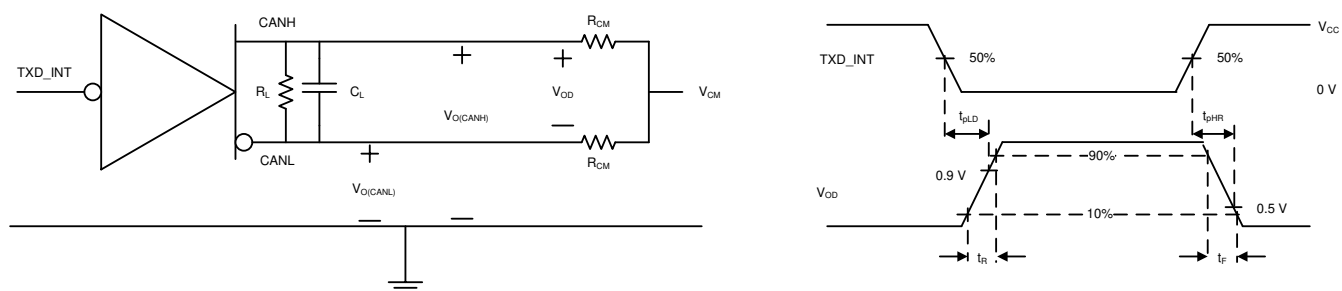 CANH
R_CM
TXD_INT
R_L
C_L
+
+
V_OD
V_O(CANH)
V_CM
CANL
+
R_CM
V_O(CANL)
V_CC
TXD_INT
50%
50%
0 V
t_pLD
t_pHR
90%
0.9 V
V_OD
10%
0.5 V
t_R
t_F